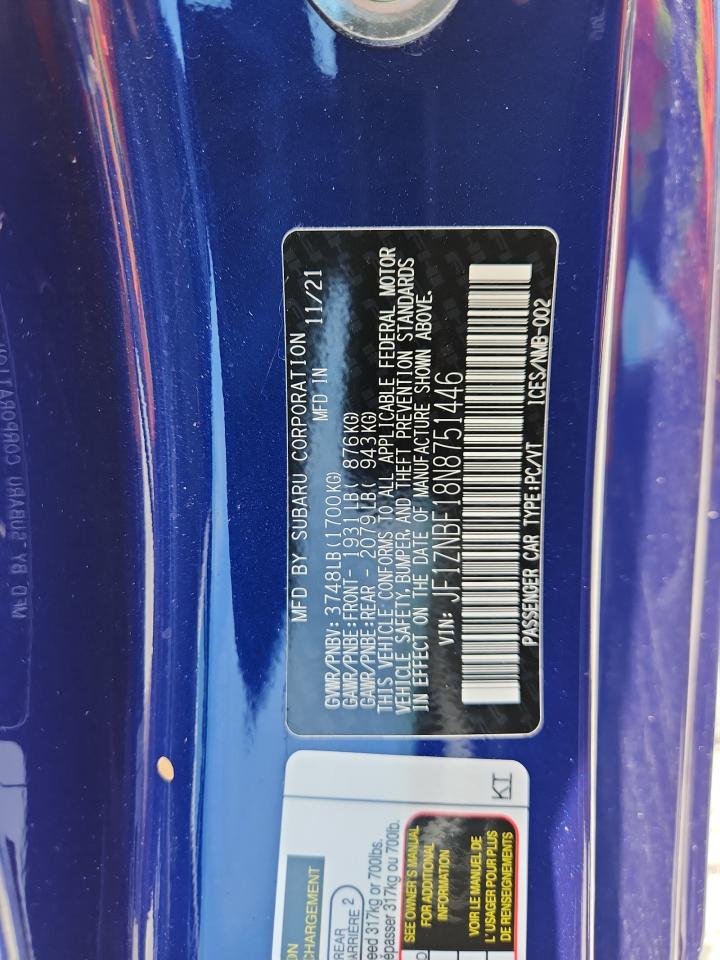 MFD BY SUBARU CORPORATION
MFD IN 11/21
GVWR/PNBV: 3748LB(1700KG)
GAWR/PNBE:FRONT- 1931LB( 876KG)
GAWR/PNBE:REAR - 2079LB( 943KG)
THIS VEHICLE CONFORMS TO ALL APPLICABLE FEDERAL MOTOR
VEHICLE SAFETY, BUMPER, AND THEFT PREVENTION STANDARDS
IN EFFECT ON THE DATE OF MANUFACTURE SHOWN ABOVE.
VIN: JF1ZNBF18N8751446
PASSENGER CAR TYPE:PC/VT ICES/NMB-002
CHARGEMENT
REAR
ARRIÈRE 2
eed 317kg or 700lbs.
épasser 317kg ou 700lb.
SEE OWNER'S MANUAL
FOR ADDITIONAL
INFORMATION
VOIR LE MANUEL DE
L'USAGER POUR PLUS
DE RENSEIGNEMENTS
KI
MFD BY SUBARU CORPORAT